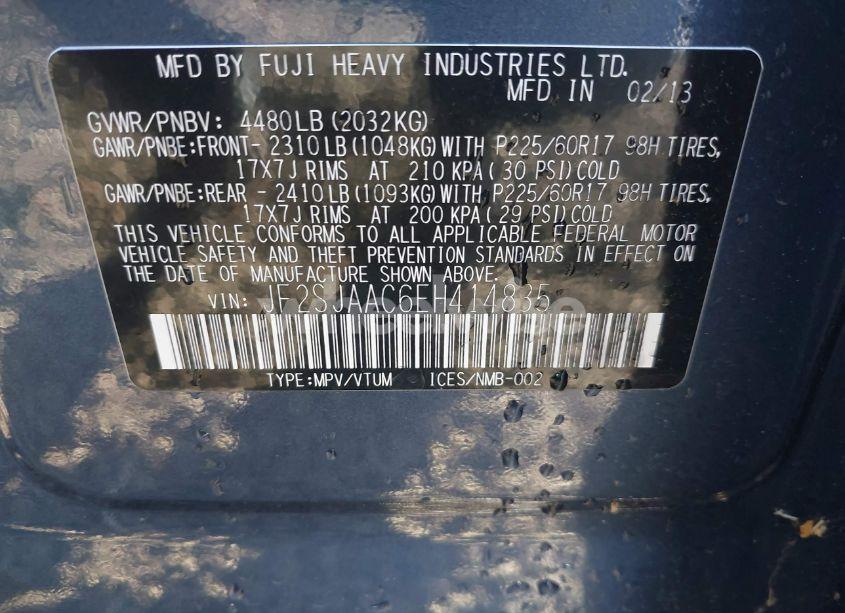 MFD BY FUJI HEAVY INDUSTRIES LTD.
MFD IN 02/13
GVWR/PNBV: 4480LB(2032KG)
GAWR/PNBE:FRONT- 2310LB(1048KG)WITH P225/60R17 98H TIRES,
17X7J RIMS AT 210 KPA( 30 PSI)COLD
GAWR/PNBE:REAR - 2410LB(1093KG)WITH P225/60R17 98H TIRES,
17X7J RIMS AT 200 KPA( 29 PSI)COLD
THIS VEHICLE CONFORMS TO ALL APPLICABLE FEDERAL MOTOR
VEHICLE SAFETY AND THEFT PREVENTION STANDARDS IN EFFECT ON
THE DATE OF MANUFACTURE SHOWN ABOVE.
VIN: JF2SJAAC6EH414835
TYPE:MPV/VTUM ICES/NMB-002